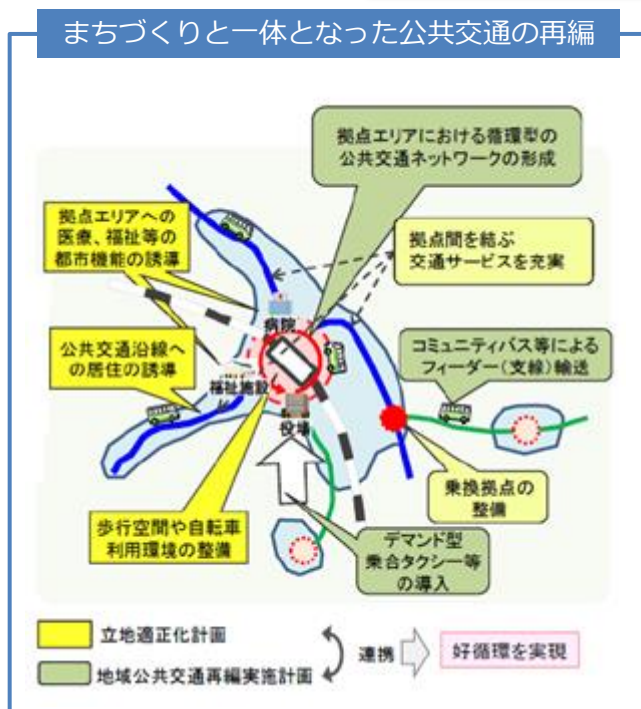 まちづくりと一体となった公共交通の再編
拠点エリアにおける循環型の
公共交通ネットワークの形成
拠点エリアへの
医療、福祉等の
都市機能の誘導
拠点間を結ぶ
交通サービスを充実
病院
公共交通沿線へ
の居住の誘導
福祉施設
コミュニティバス等による
フィーダー（支線）輸送
役場
乗換拠点の
整備
歩行空間や自転車
利用環境の整備
デマンド型
乗合タクシー等
の導入
立地適正化計画
地域公共交通再編実施計画
連携
好循環を実現